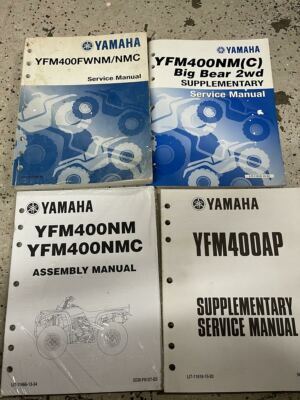 YAMAHA
YFM400FWNM/NMC
Service Manual
YAMAHA
YFM400NM(C)
Big Bear 2wd
SUPPLEMENTARY
Service Manual
YAMAHA
YFM400NM
YFM400NMC
ASSEMBLY MANUAL
YAMAHA
YFM400AP
SUPPLEMENTARY
SERVICE MANUAL